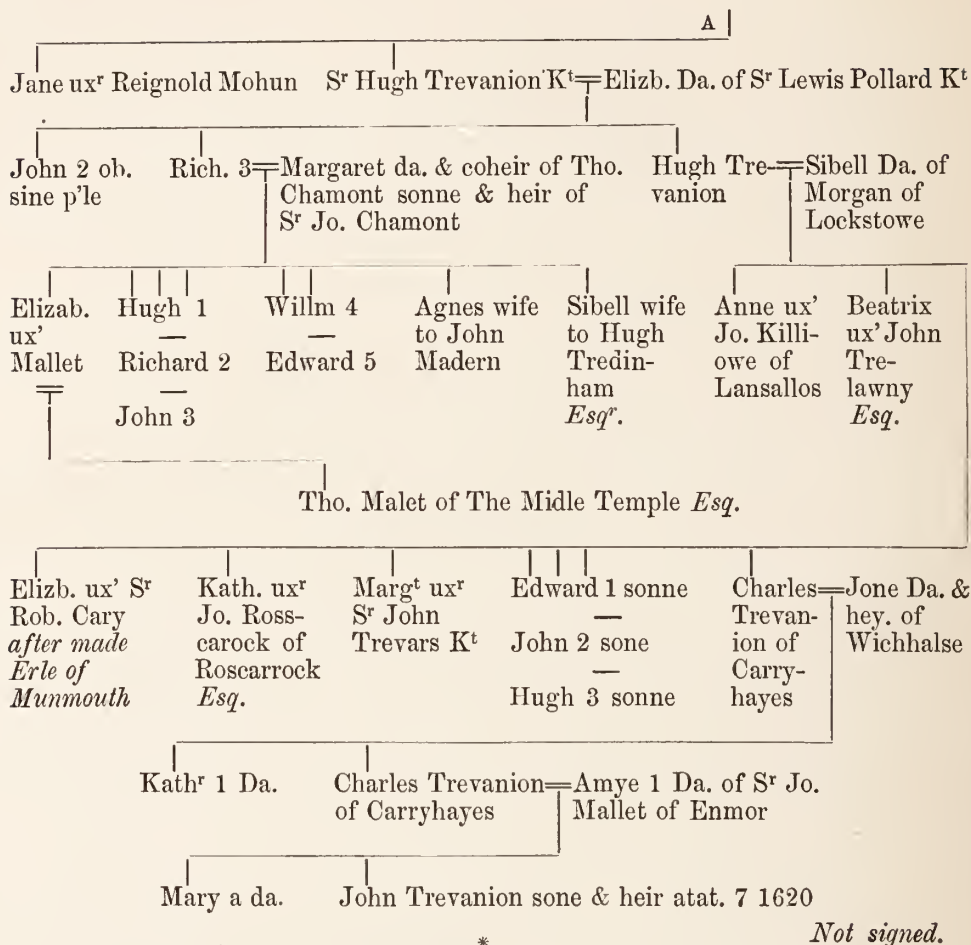 A
Jane uxʳ Reignold Mohun Sʳ Hugh Trevanion Kᵗ=Elizb. Da. of Sʳ Lewis Pollard Kᵗ
John 2 ob.
sine p'le
Rich. 3=Margaret da. & coheir of Tho.
Chamont sonne & heir of
Sʳ Jo. Chamont
Hugh Tre-
vanion
=Sibell Da. of
Morgan of
Lockstowe
Elizab.
ux'
Mallet
Hugh 1
—
Richard 2
—
John 3
Willm 4
—
Edward 5
Agnes wife
to John
Madern
Sibell wife
to Hugh
Tredin-
ham
Esqʳ.
Anne ux'
Jo. Killi-
owe of
Lansallos
Beatrix
ux' John
Tre-
lawny
Esq.
Tho. Malet of The Midle Temple Esq.
Elizb. ux' Sʳ
Rob. Cary
after made
Erle of
Munmouth
Kath. uxʳ
Jo. Ross-
carock of
Roscarrock
Esq.
Margᵗ uxʳ
Sʳ John
Trevars Kᵗ
Edward 1 sonne
—
John 2 sone
—
Hugh 3 sonne
Charles
Trevan-
ion of
Carry-
hayes
=Jone Da. &
hey. of
Wichhalse
Kathʳ 1 Da.
Charles Trevanion
of Carryhayes
=Amye 1 Da. of Sʳ Jo.
Mallet of Enmor
Mary a da.
John Trevanion sone & heir atat. 7 1620
Not signed.
*